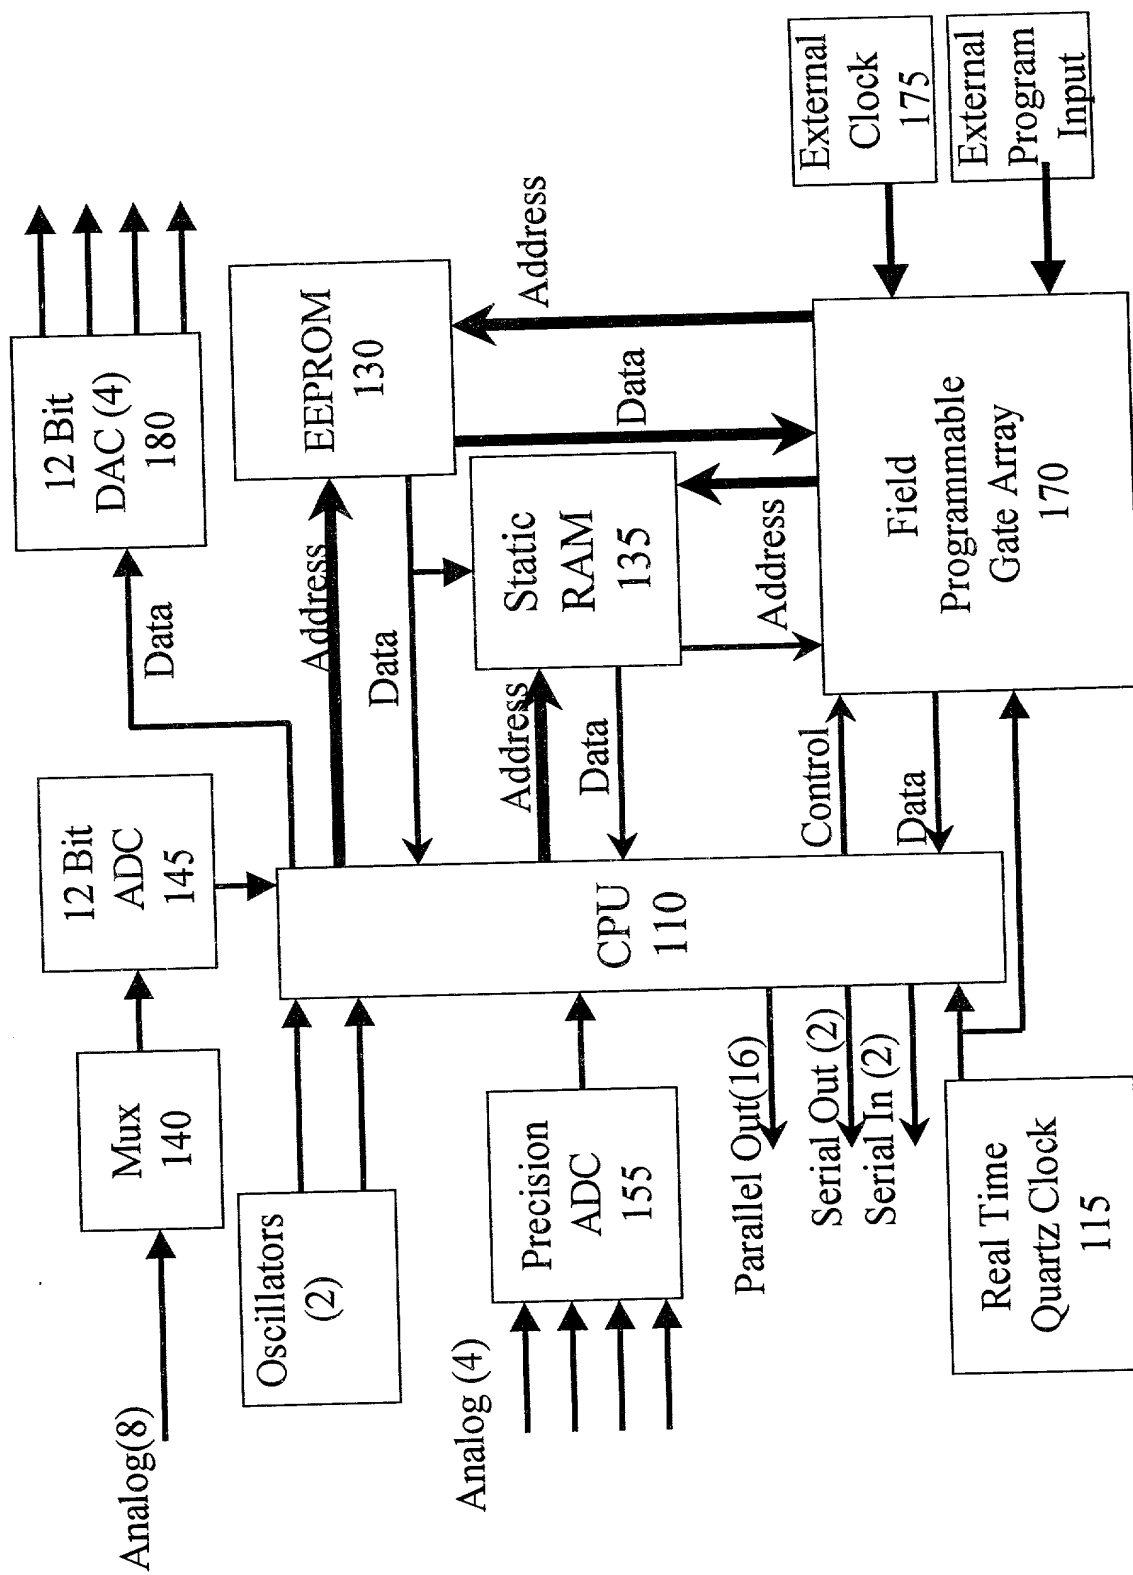 Analog(8)
Mux
140
12 Bit
ADC
145
Data
12 Bit
DAC (4)
180
Oscillators
(2)
Address
Data
EEPROM
130
Address
Data
Analog (4)
Precision
ADC
155
CPU
110
Address
Data
Static
RAM
135
Address
Parallel Out(16)
Serial Out (2)
Serial In (2)
Control
Data
Field
Programmable
Gate Array
170
External
Clock
175
External
Program
Input
Real Time
Quartz Clock
115